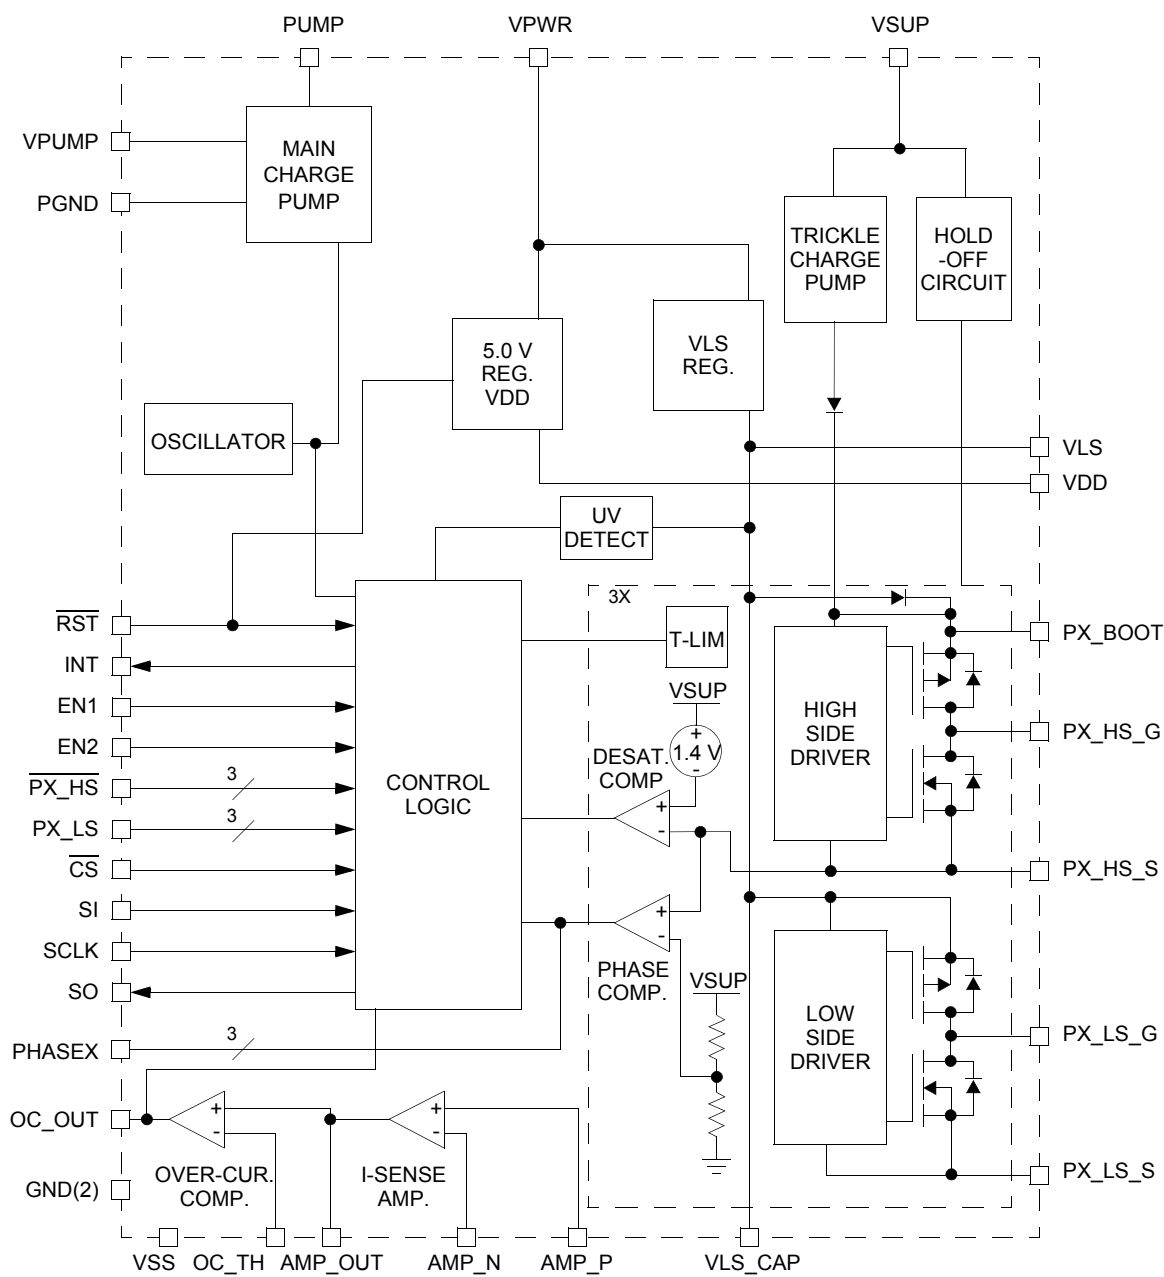 PUMP
VPWR
VSUP
VPUMP
PGND
MAIN
CHARGE
PUMP
TRICKLE
CHARGE
PUMP
HOLD
-OFF
CIRCUIT
5.0 V
REG.
VDD
VLS
REG.
OSCILLATOR
VLS
VDD
UV
DETECT
3X
T-LIM
RST
INT
EN1
EN2
PX_HS
3
PX_LS
3
CS
SI
SCLK
SO
PHASEX
3
OC_OUT
GND(2)
CONTROL
LOGIC
VSUP
+
1.4 V
-
DESAT.
COMP.
+
-
+
-
PHASE
COMP.
VSUP
HIGH
SIDE
DRIVER
LOW
SIDE
DRIVER
PX_BOOT
PX_HS_G
PX_HS_S
PX_LS_G
PX_LS_S
+
-
OVER-CUR.
COMP.
+
-
I-SENSE
AMP.
VSS
OC_TH
AMP_OUT
AMP_N
AMP_P
VLS_CAP